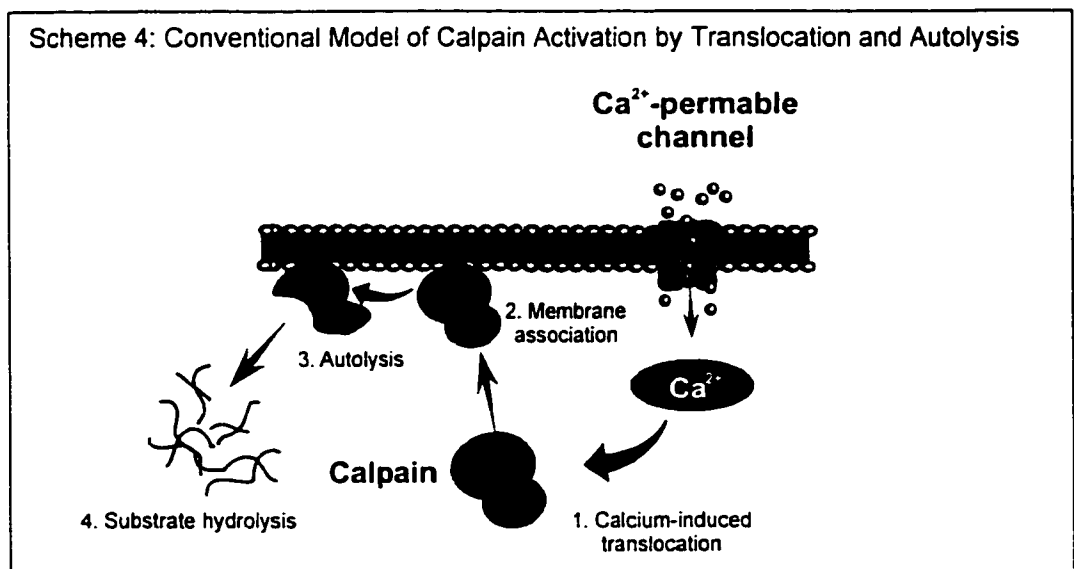 Scheme 4: Conventional Model of Calpain Activation by Translocation and Autolysis
Ca²⁺-permable
channel
2. Membrane
association
3. Autolysis
Ca²⁺
Calpain
4. Substrate hydrolysis
1. Calcium-induced
translocation